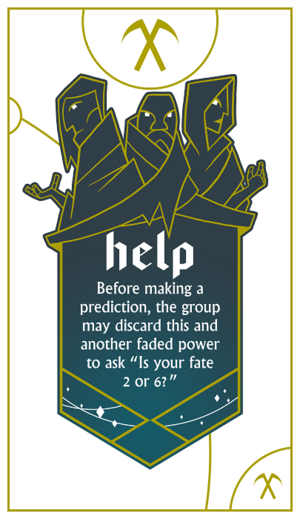 help
Before making a
prediction, the group
may discard this and
another faded power
to ask “Is your fate
2 or 6?”